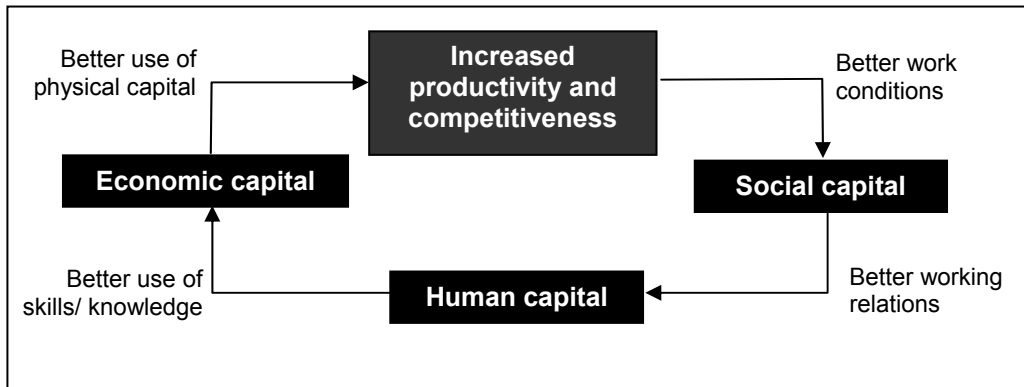 Better use of
physical capital
Increased
productivity and
competitiveness
Better work
conditions
Economic capital
Social capital
Better use of
skills/ knowledge
Human capital
Better working
relations